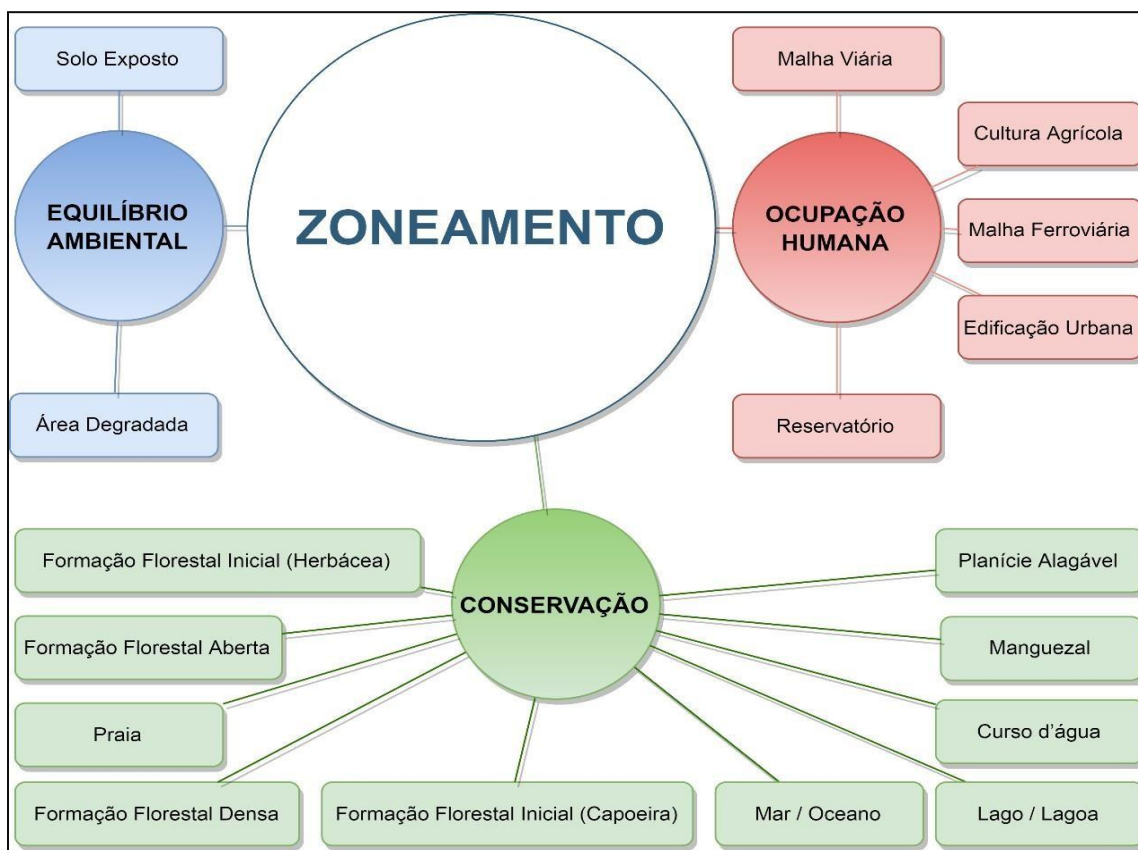 Solo Exposto
EQUILÍBRIO
AMBIENTAL
Área Degradada
ZONEAMENTO
Malha Viária
OCUPAÇÃO
HUMANA
Cultura Agrícola
Malha Ferroviária
Edificação Urbana
Reservatório
CONSERVAÇÃO
Formação Florestal Inicial (Herbácea)
Formação Florestal Aberta
Praia
Formação Florestal Densa
Formação Florestal Inicial (Capoeira)
Mar / Oceano
Lago / Lagoa
Curso d’água
Manguezal
Planície Alagável